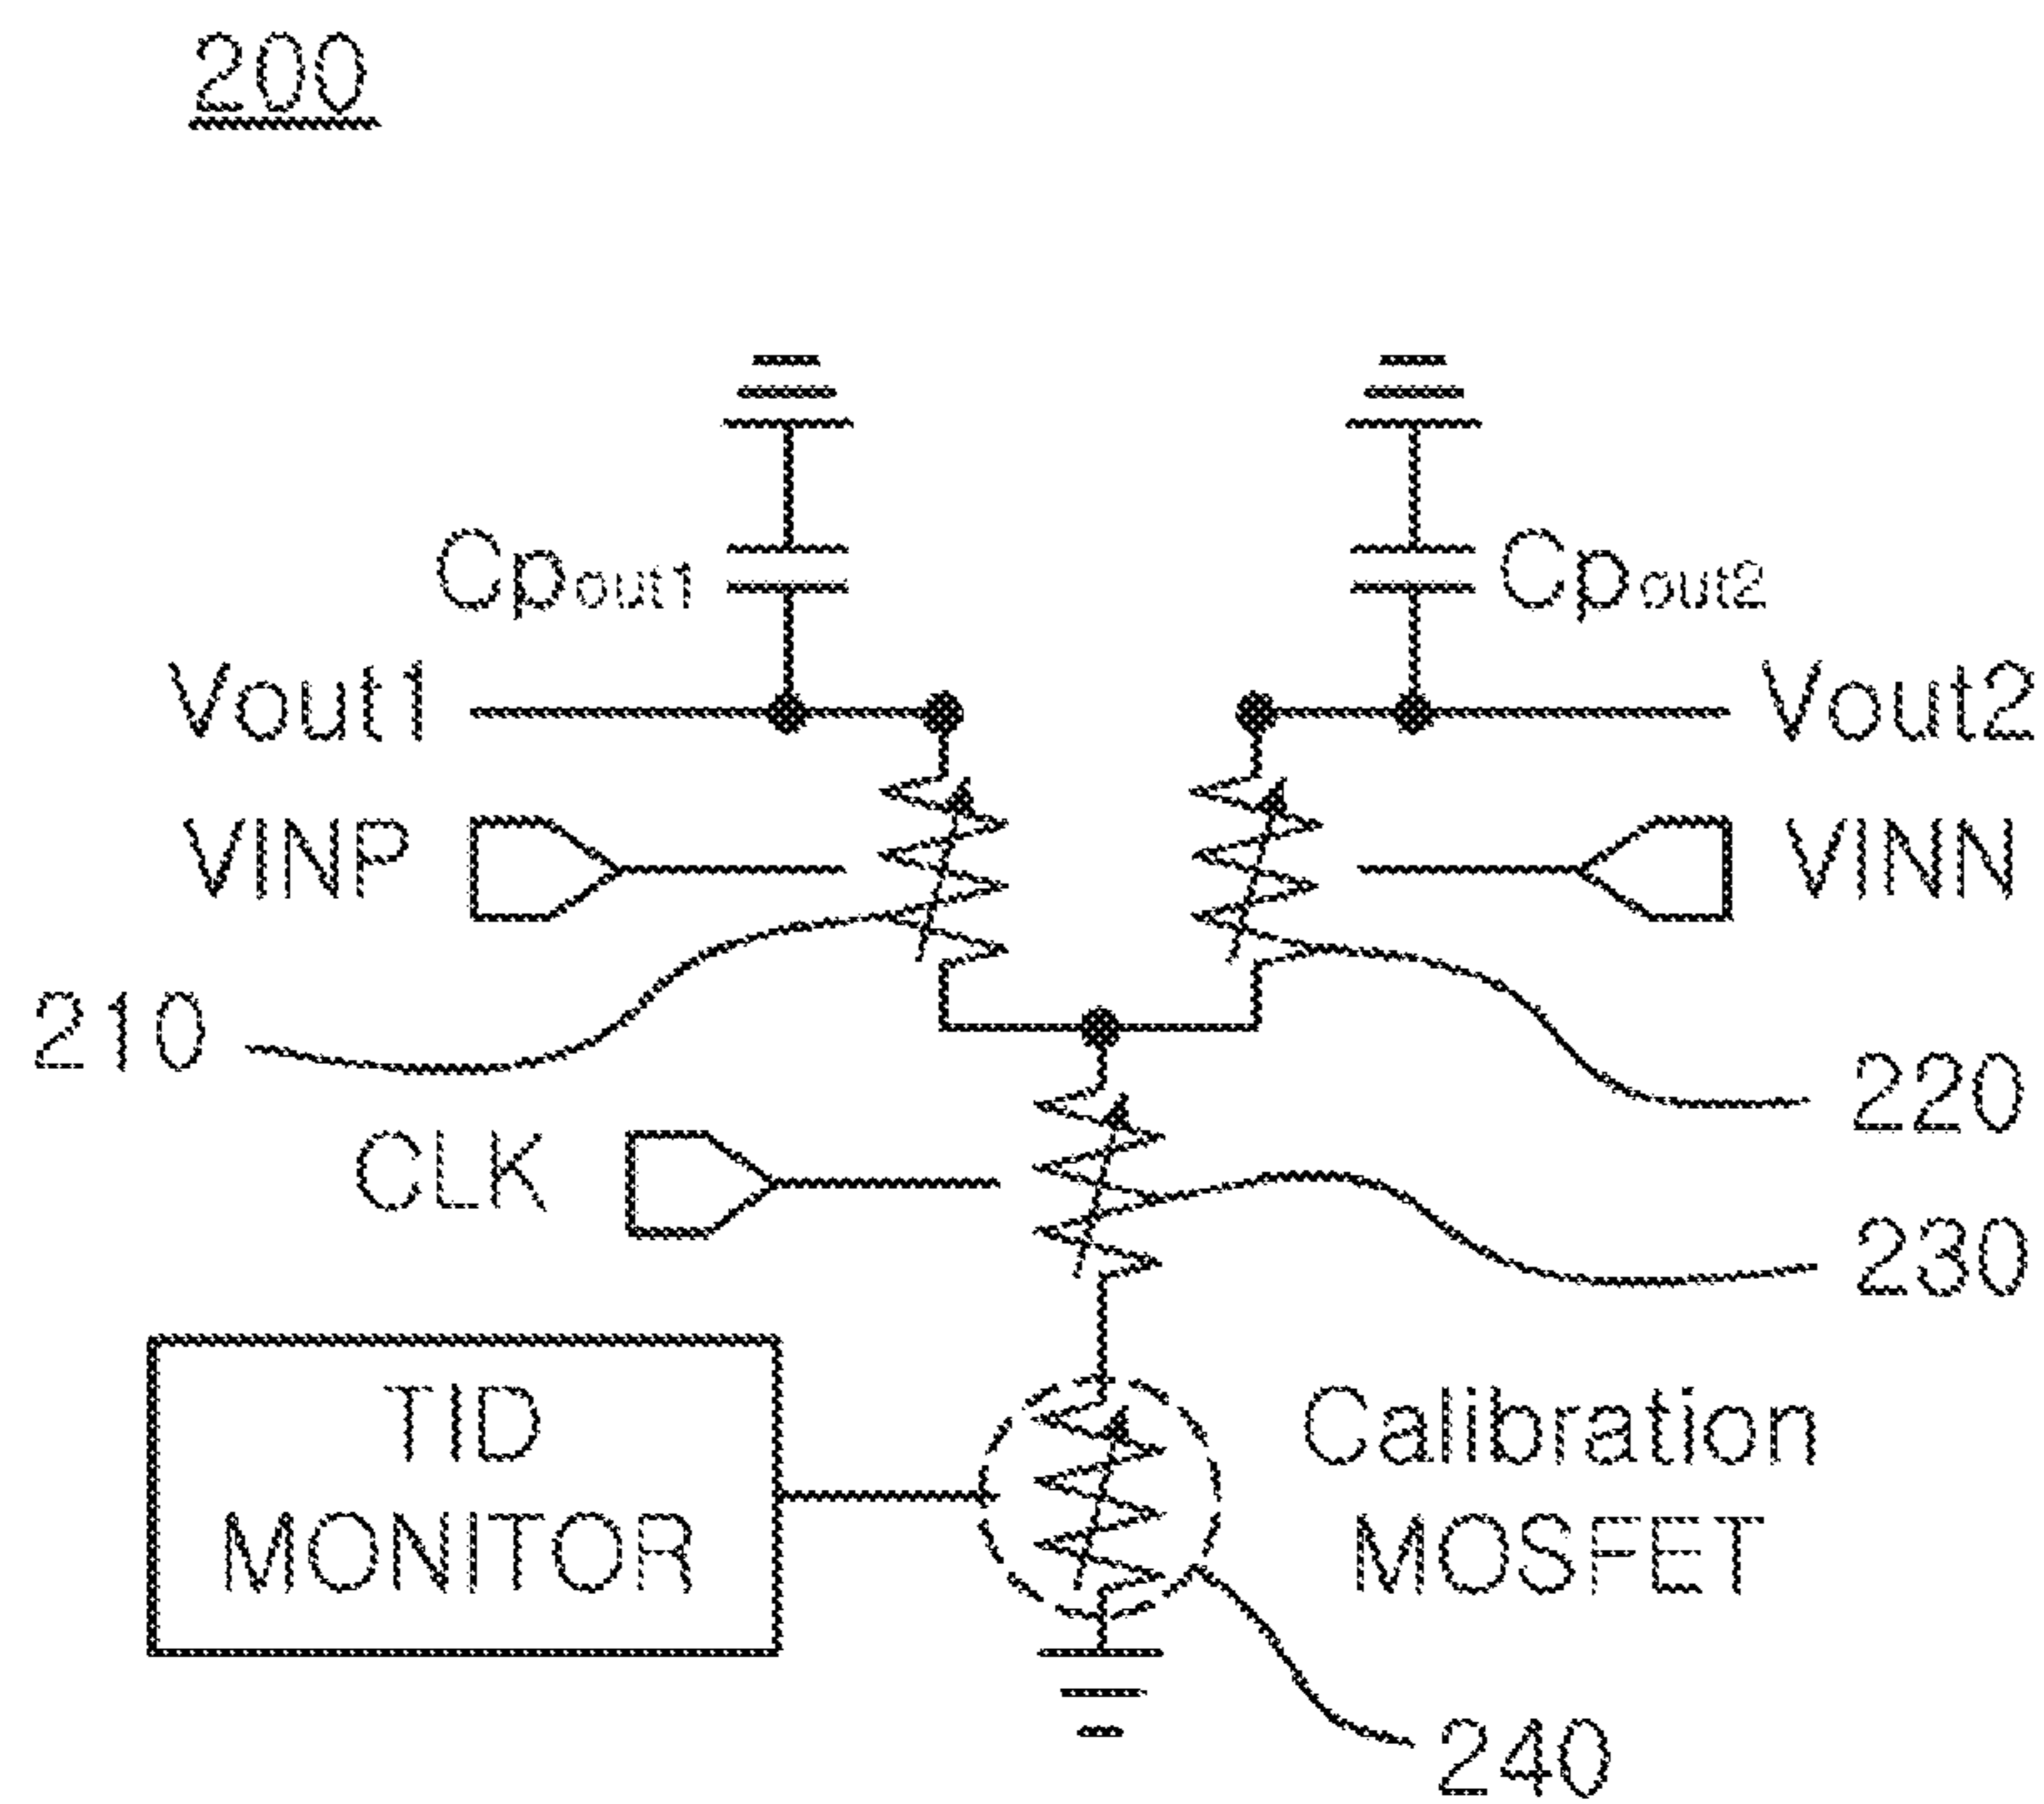 200
Cpout1
Cpout2
Vout1
Vout2
VINP
VINN
210
220
CLK
230
TID
MONITOR
Calibration
MOSFET
240